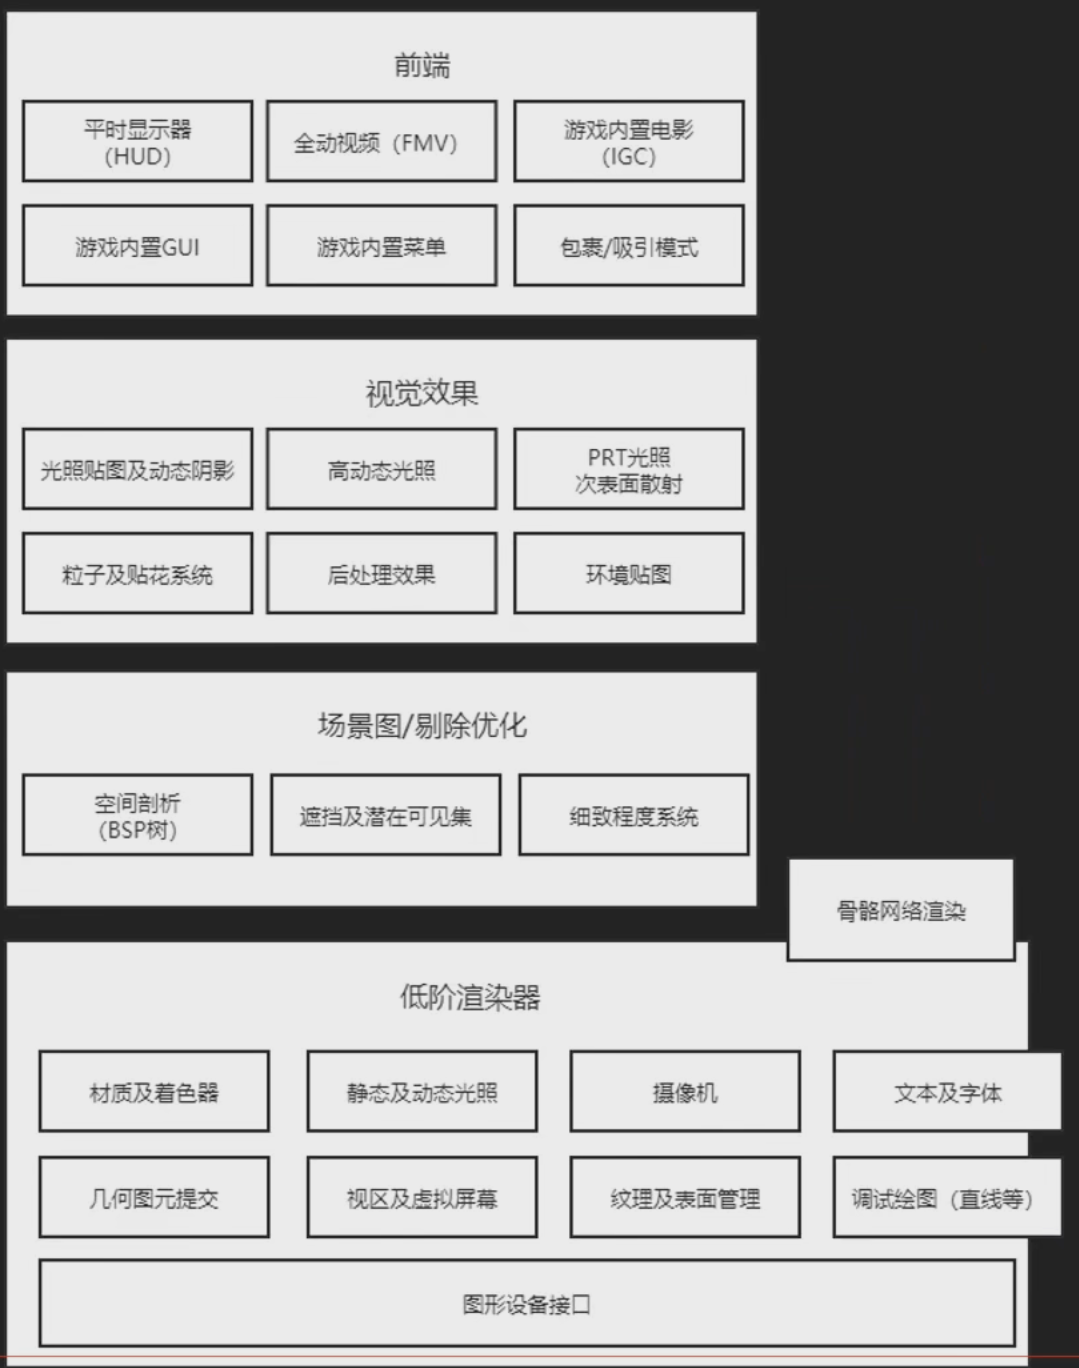 前端
平时显示器
（HUD）
全动视频（FMV）
游戏内置电影
（IGC）
游戏内置GUI
游戏内置菜单
包裹/吸引模式
视觉效果
光照贴图及动态阴影
高动态光照
PRT光照
次表面散射
粒子及贴花系统
后处理效果
环境贴图
场景图/剔除优化
空间剖析
（BSP树）
遮挡及潜在可见集
细致程度系统
骨骼网络渲染
低阶渲染器
材质及着色器
静态及动态光照
摄像机
文本及字体
几何图元提交
视区及虚拟屏幕
纹理及表面管理
调试绘图（直线等）
图形设备接口